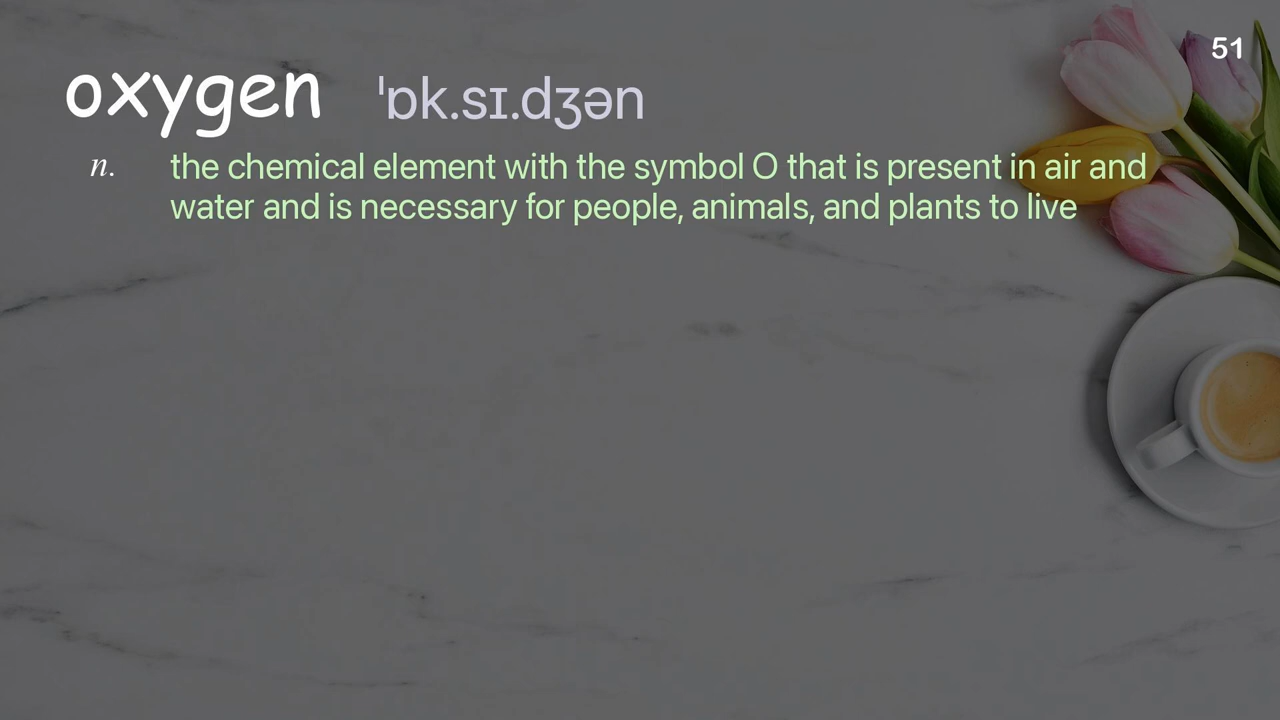 51
oxygen ˈɒk.sɪ.dʒən
n. the chemical element with the symbol O that is present in air and
water and is necessary for people, animals, and plants to live